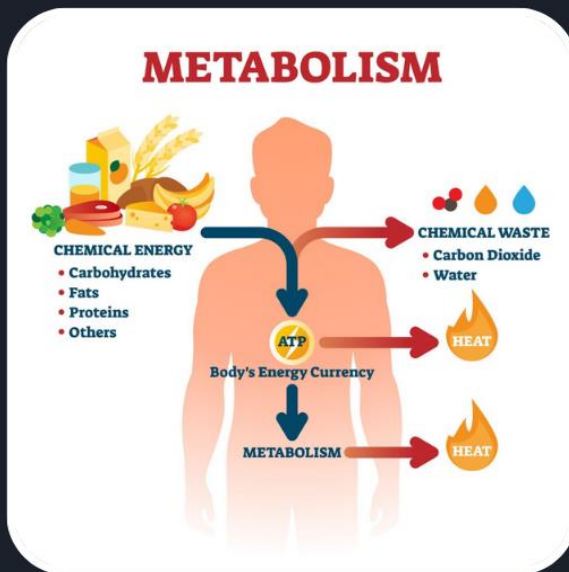 METABOLISM
CHEMICAL ENERGY
• Carbohydrates
• Fats
• Proteins
• Others
CHEMICAL WASTE
• Carbon Dioxide
• Water
ATP
HEAT
Body's Energy Currency
METABOLISM
HEAT